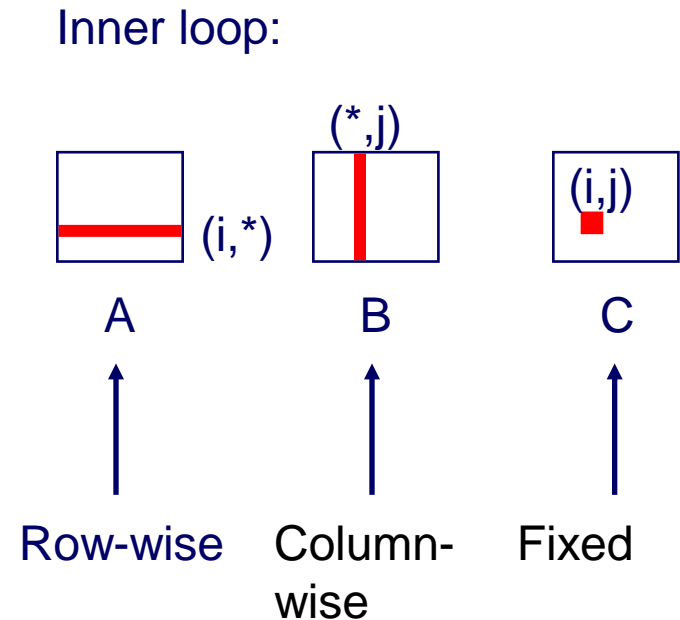 Inner loop:
(*,j)
(i,j)
(i,*)
A
B
C
Row-wise
Column-
wise
Fixed